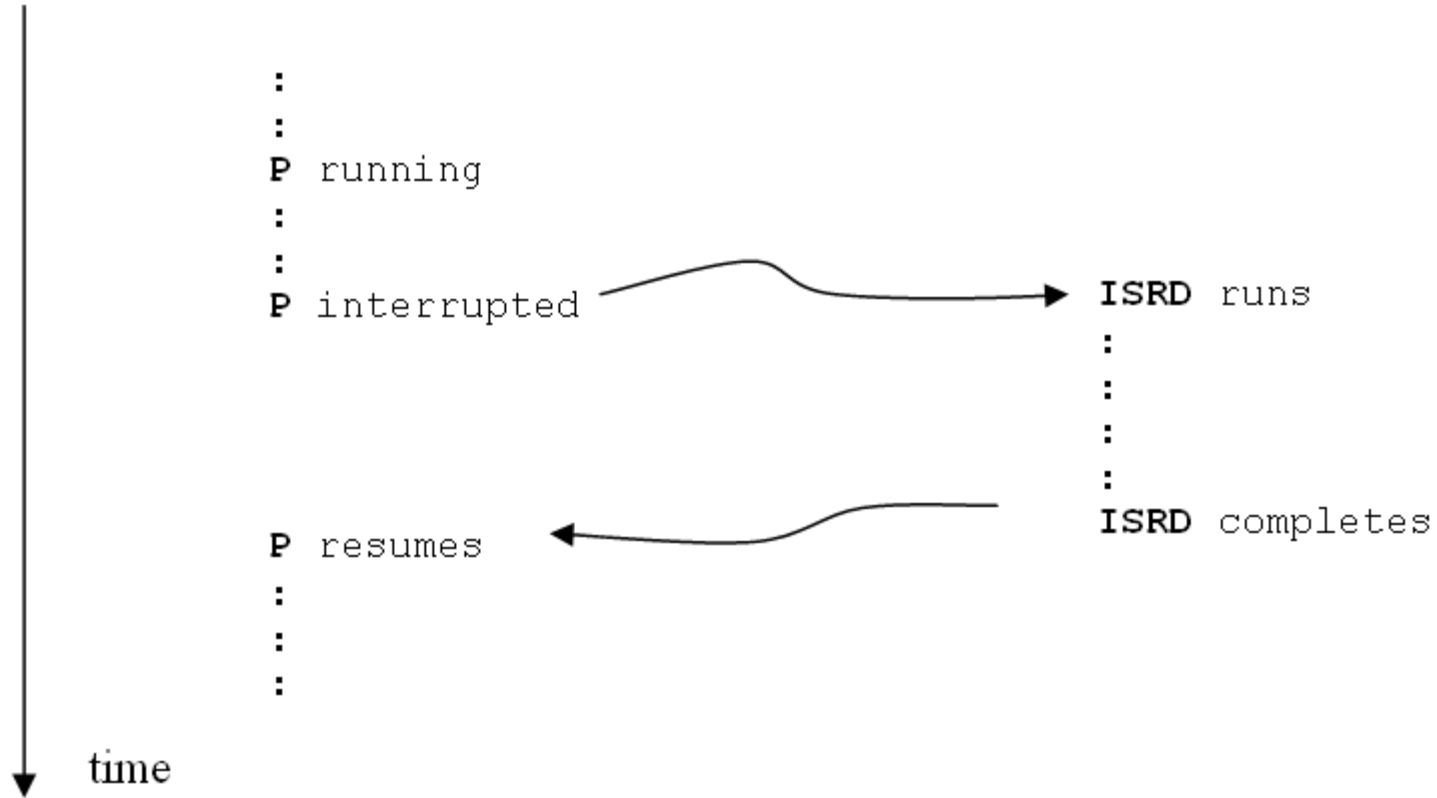 :
:
P running
:
:
P interrupted
ISRD runs
:
:
:
:
ISRD completes
P resumes
:
:
:
time